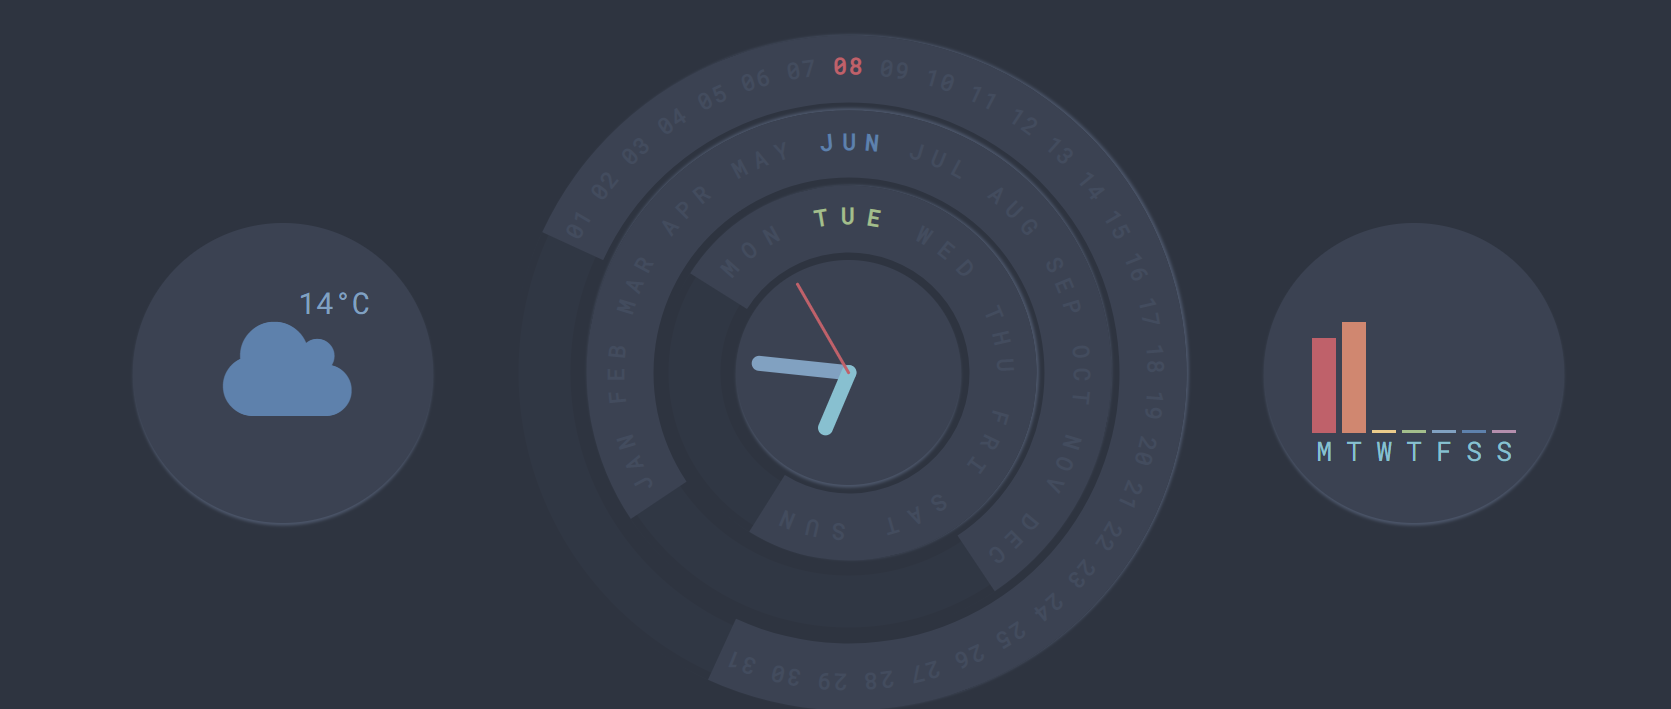 01 02 03 04 05 06 07 08 09 10 11 12 13 14 15 16 17 18 19 20 21 22 23 24 25 26 27 28 29 30 31
JAN FEB MAR APR MAY JUN JUL AUG SEP OCT NOV DEC
MON TUE WED THU FRI SAT SUN
14°C
M T W T F S S